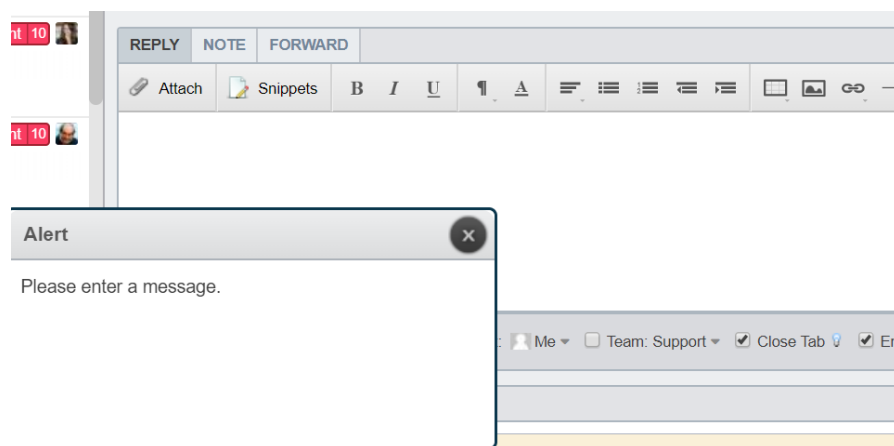 nt 10
REPLY NOTE FORWARD
Attach Snippets B I U ¶ A
nt 10
Alert
Please enter a message.
: Me Team: Support Close Tab